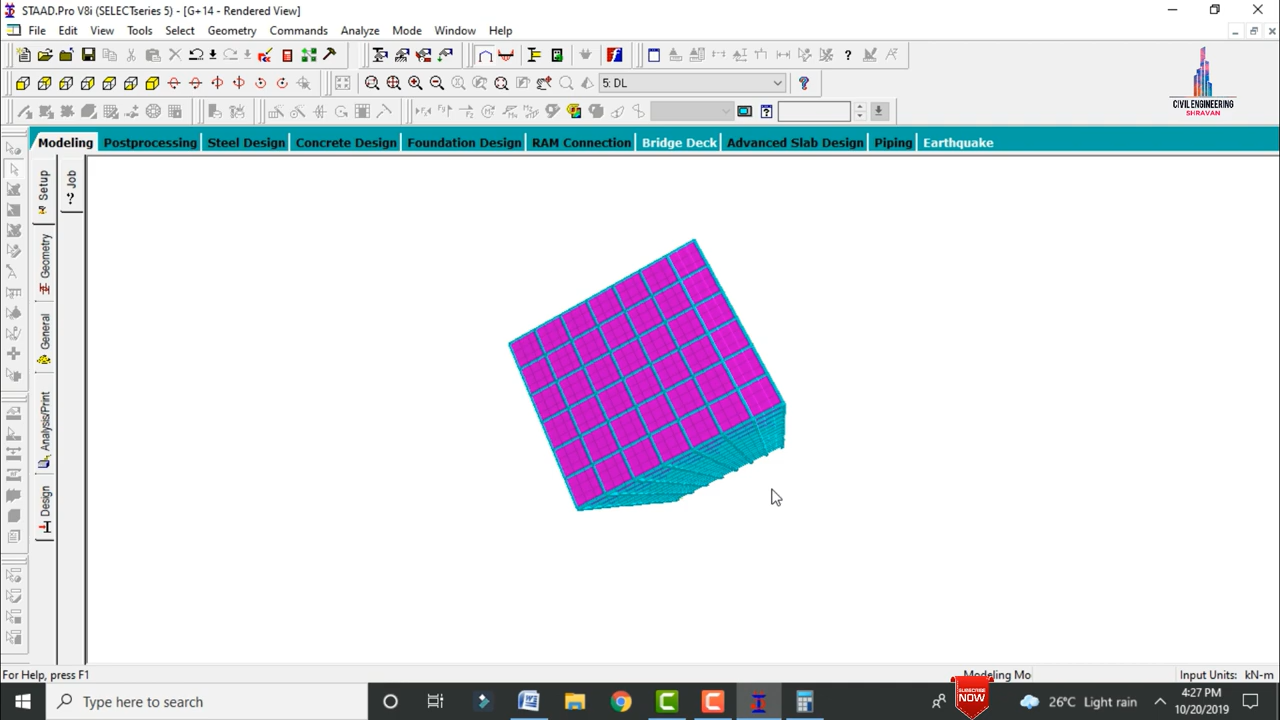 STAAD.Pro V8i (SELECTseries 5) - [G+14 - Rendered View]
File Edit View Tools Select Geometry Commands Analyze Mode Window Help
5: DL
CIVIL ENGINEERING
SHRAVAN
Modeling Postprocessing Steel Design Concrete Design Foundation Design RAM Connection Bridge Deck Advanced Slab Design Piping Earthquake
Setup
Job
Geometry
General
Analysis/Print
Design
For Help, press F1
Modeling Mo
Input Units: kN-m
SUBSCRIBE
NOW
Type here to search
26°C Light rain
4:27 PM
10/20/2019